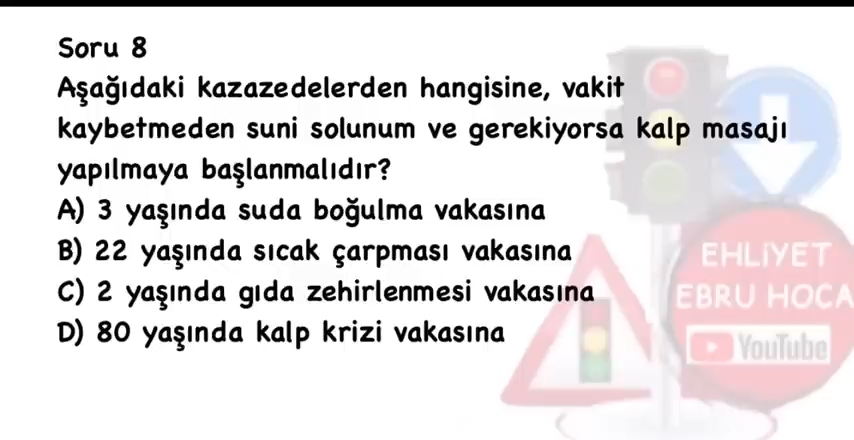 Soru 8
Aşağıdaki kazazedelerden hangisine, vakit
kaybetmeden suni solunum ve gerekiyorsa kalp masajı
yapılmaya başlanmalıdır?
A) 3 yaşında suda boğulma vakasına
B) 22 yaşında sıcak çarpması vakasına
C) 2 yaşında gıda zehirlenmesi vakasına
D) 80 yaşında kalp krizi vakasına
EHLİYET
EBRU HOCA
YouTube